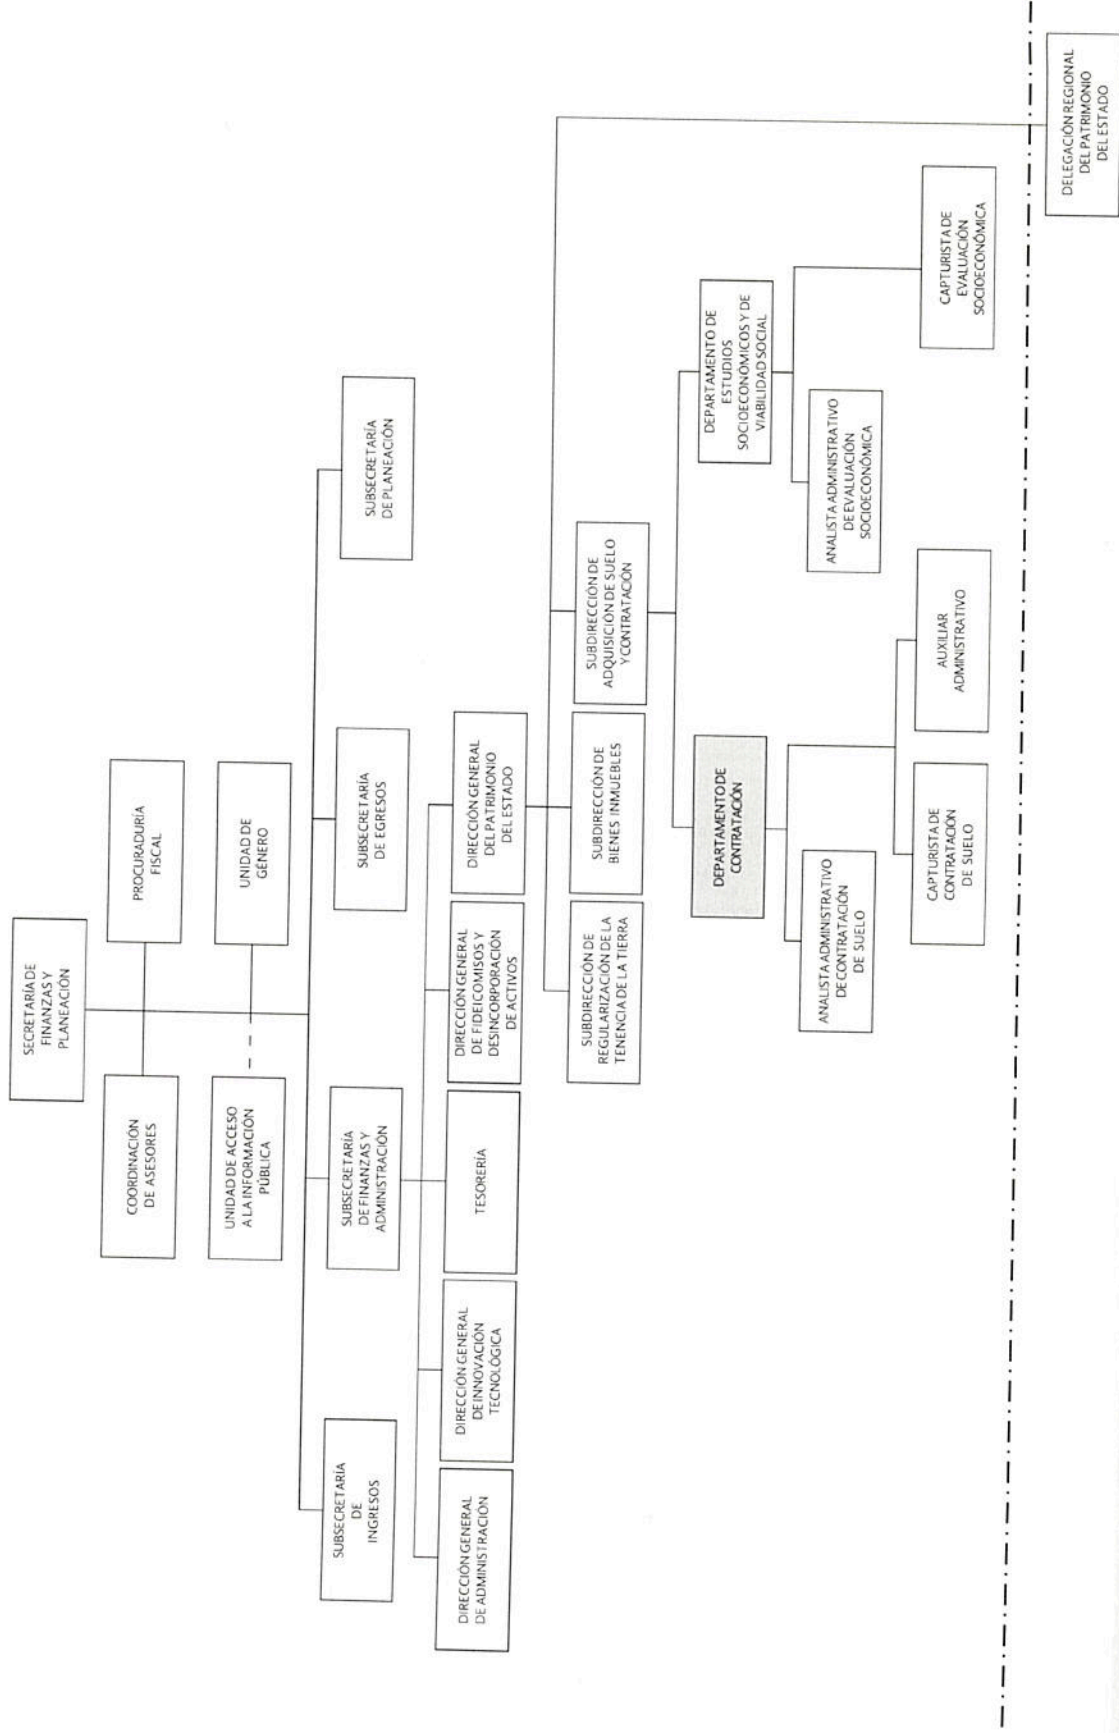 SECRETARÍA DE
FINANZAS Y
PLANEACIÓN
COORDINACIÓN
DE ASESORES
PROCURADURÍA
FISCAL
UNIDAD DE ACCESO
A LA INFORMACIÓN
PÚBLICA
UNIDAD DE
GÉNERO
SUBSECRETARÍA
DE
INGRESOS
SUBSECRETARÍA
DE FINANZAS Y
ADMINISTRACIÓN
SUBSECRETARÍA
DE EGRESOS
SUBSECRETARÍA
DE PLANEACIÓN
DIRECCIÓN GENERAL
DE ADMINISTRACIÓN
DIRECCIÓN GENERAL
DE INNOVACIÓN
TECNOLÓGICA
TESORERÍA
DIRECCIÓN GENERAL
DE FIDEICOMISOS Y
DESINCORPORACIÓN
DE ACTIVOS
DIRECCIÓN GENERAL
DEL PATRIMONIO
DEL ESTADO
SUBDIRECCIÓN DE
REGULARIZACIÓN DE LA
TENENCIA DE LA TIERRA
SUBDIRECCIÓN DE
BIENES INMUEBLES
SUBDIRECCIÓN DE
ADQUISICIÓN DE SUELO
Y CONTRATACIÓN
DEPARTAMENTO DE
CONTRATACIÓN
DEPARTAMENTO DE
ESTUDIOS
SOCIOECONÓMICOS Y DE
VIABILIDAD SOCIAL
ANALISTA ADMINISTRATIVO
DE CONTRATACIÓN
DE SUELO
ANALISTA ADMINISTRATIVO
DE EVALUACIÓN
SOCIOECONÓMICA
CAPTURISTA DE
CONTRATACIÓN
DE SUELO
AUXILIAR
ADMINISTRATIVO
CAPTURISTA DE
EVALUACIÓN
SOCIOECONÓMICA
DELEGACIÓN REGIONAL
DEL PATRIMONIO
DEL ESTADO